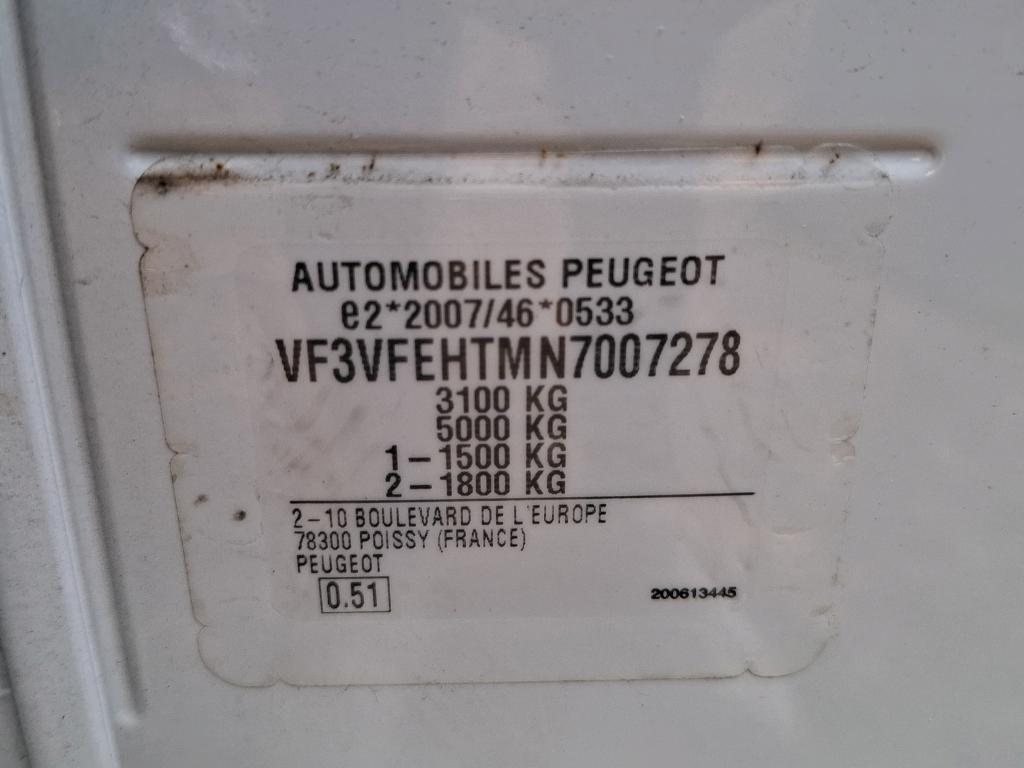 AUTOMOBILES PEUGEOT
e2*2007/46*0533
VF3VFEHTMN7007278
3100 KG
5000 KG
1-1500 KG
2-1800 KG
2-10 BOULEVARD DE L'EUROPE
78300 POISSY (FRANCE)
PEUGEOT
0.51
200613445